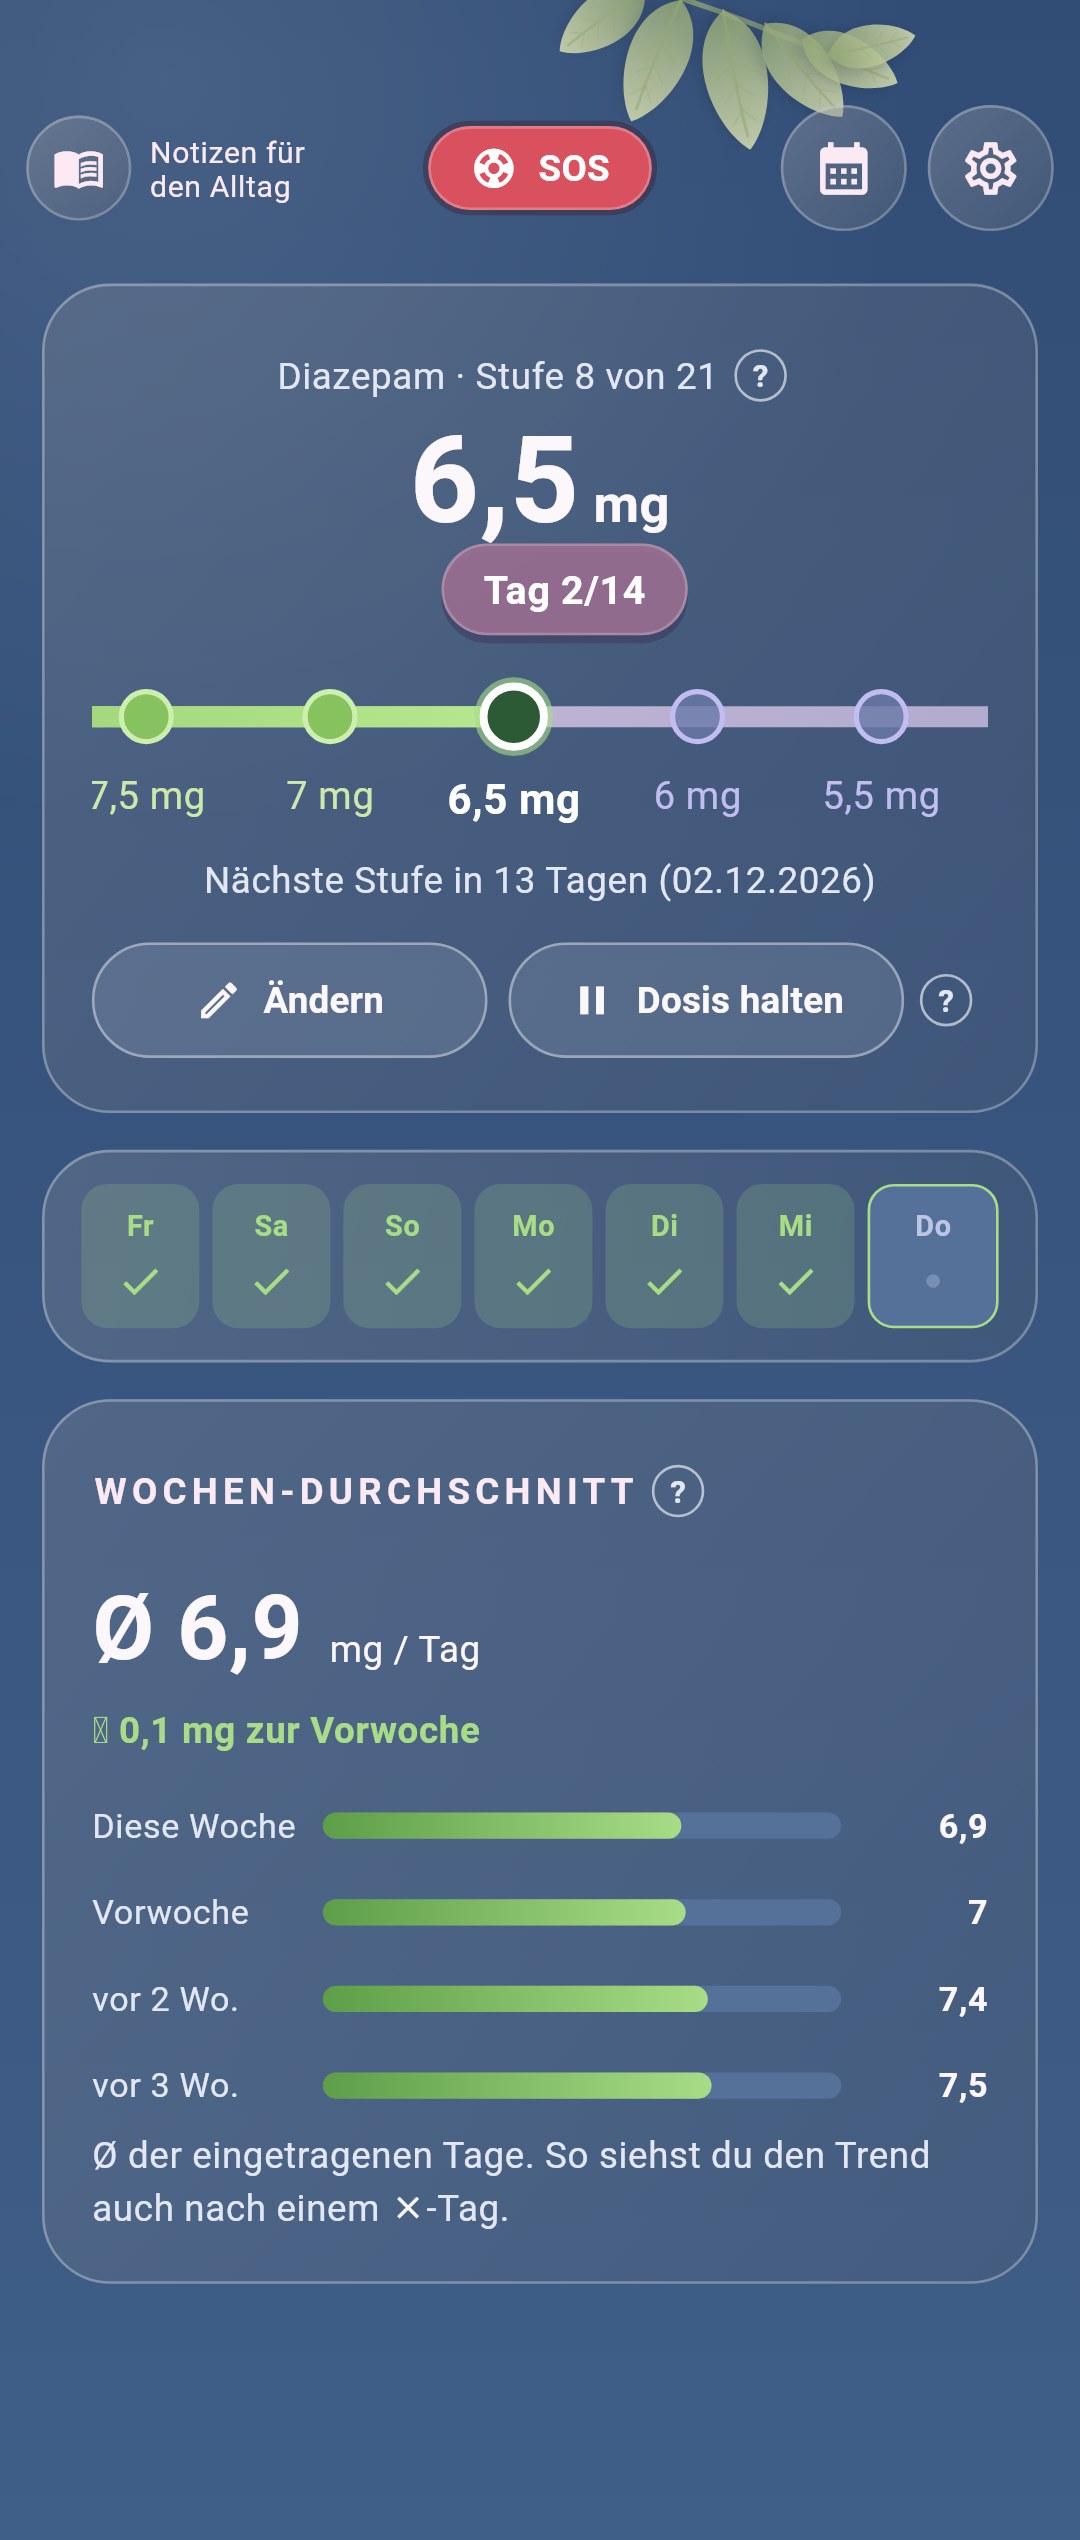 Notizen für
den Alltag
SOS
Diazepam · Stufe 8 von 21 ?
6,5 mg
Tag 2/14
7,5 mg 7 mg 6,5 mg 6 mg 5,5 mg
Nächste Stufe in 13 Tagen (02.12.2026)
Ändern Dosis halten ?
Fr Sa So Mo Di Mi Do
WOCHEN-DURCHSCHNITT ?
Ø 6,9 mg / Tag
0,1 mg zur Vorwoche
Diese Woche 6,9
Vorwoche 7
vor 2 Wo. 7,4
vor 3 Wo. 7,5
Ø der eingetragenen Tage. So siehst du den Trend
auch nach einem ✕-Tag.